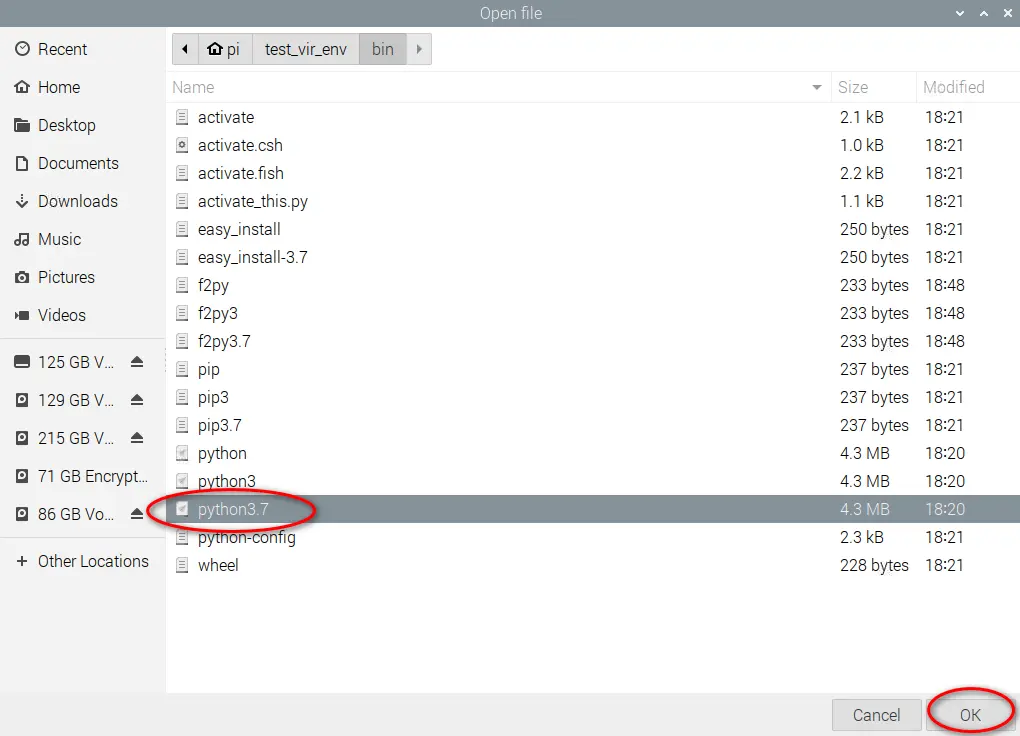 Open file
Recent
Home
Desktop
Documents
Downloads
Music
Pictures
Videos
125 GB V...
129 GB V...
215 GB V...
71 GB Encrypt...
86 GB Vo...
Other Locations
pi test_vir_env bin
Name Size Modified
activate 2.1 kB 18:21
activate.csh 1.0 kB 18:21
activate.fish 2.2 kB 18:21
activate_this.py 1.1 kB 18:21
easy_install 250 bytes 18:21
easy_install-3.7 250 bytes 18:21
f2py 233 bytes 18:48
f2py3 233 bytes 18:48
f2py3.7 233 bytes 18:48
pip 237 bytes 18:21
pip3 237 bytes 18:21
pip3.7 237 bytes 18:21
python 4.3 MB 18:20
python3 4.3 MB 18:20
python3.7 4.3 MB 18:20
python-config 2.3 kB 18:21
wheel 228 bytes 18:21
Cancel OK